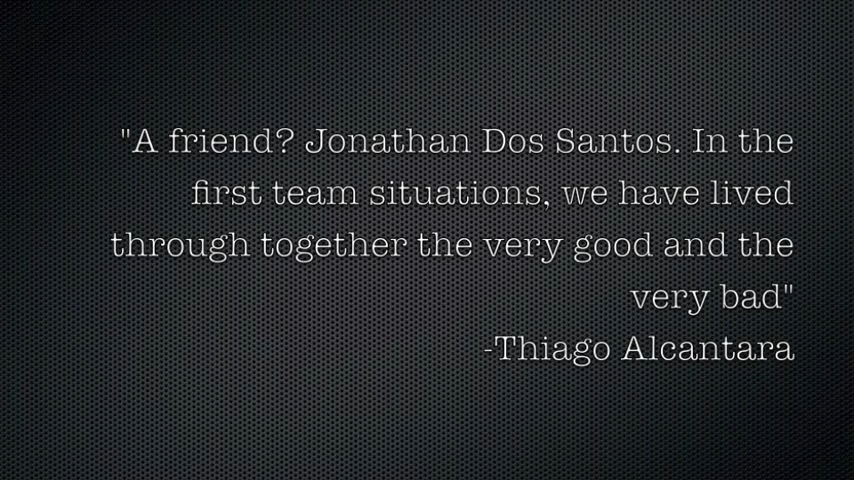 "A friend? Jonathan Dos Santos. In the
first team situations, we have lived
through together the very good and the
very bad"
-Thiago Alcantara